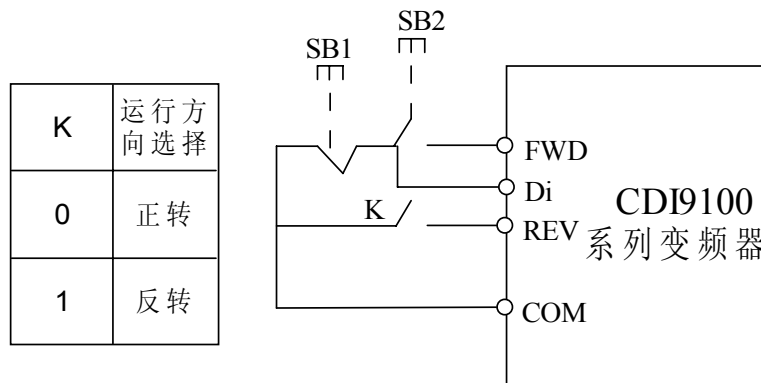 SB2
SB1
K
运行方
向选择
0
正转
1
反转
FWD
Di
K
REV
COM
CDI9100
系列变频器